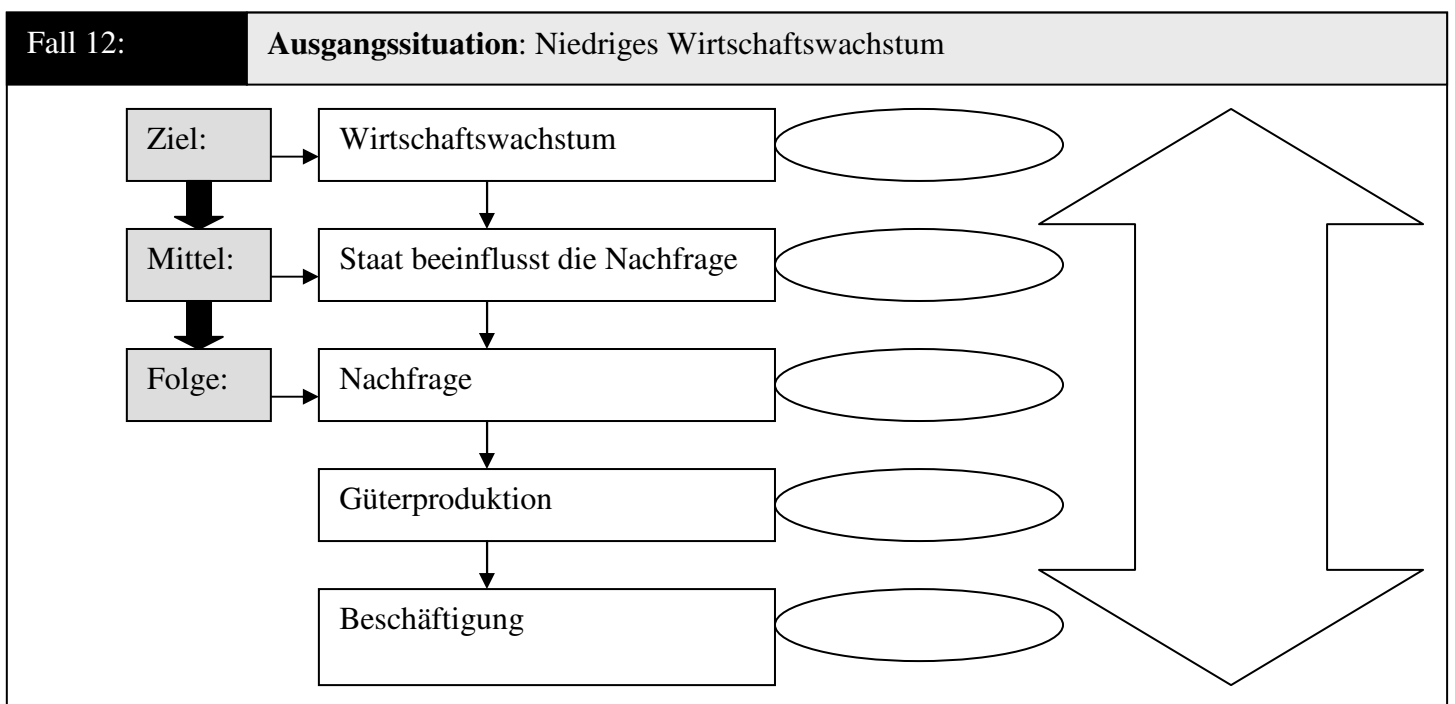 Fall 12: Ausgangssituation: Niedriges Wirtschaftswachstum
Ziel: Wirtschaftswachstum
Mittel: Staat beeinflusst die Nachfrage
Folge: Nachfrage
Güterproduktion
Beschäftigung